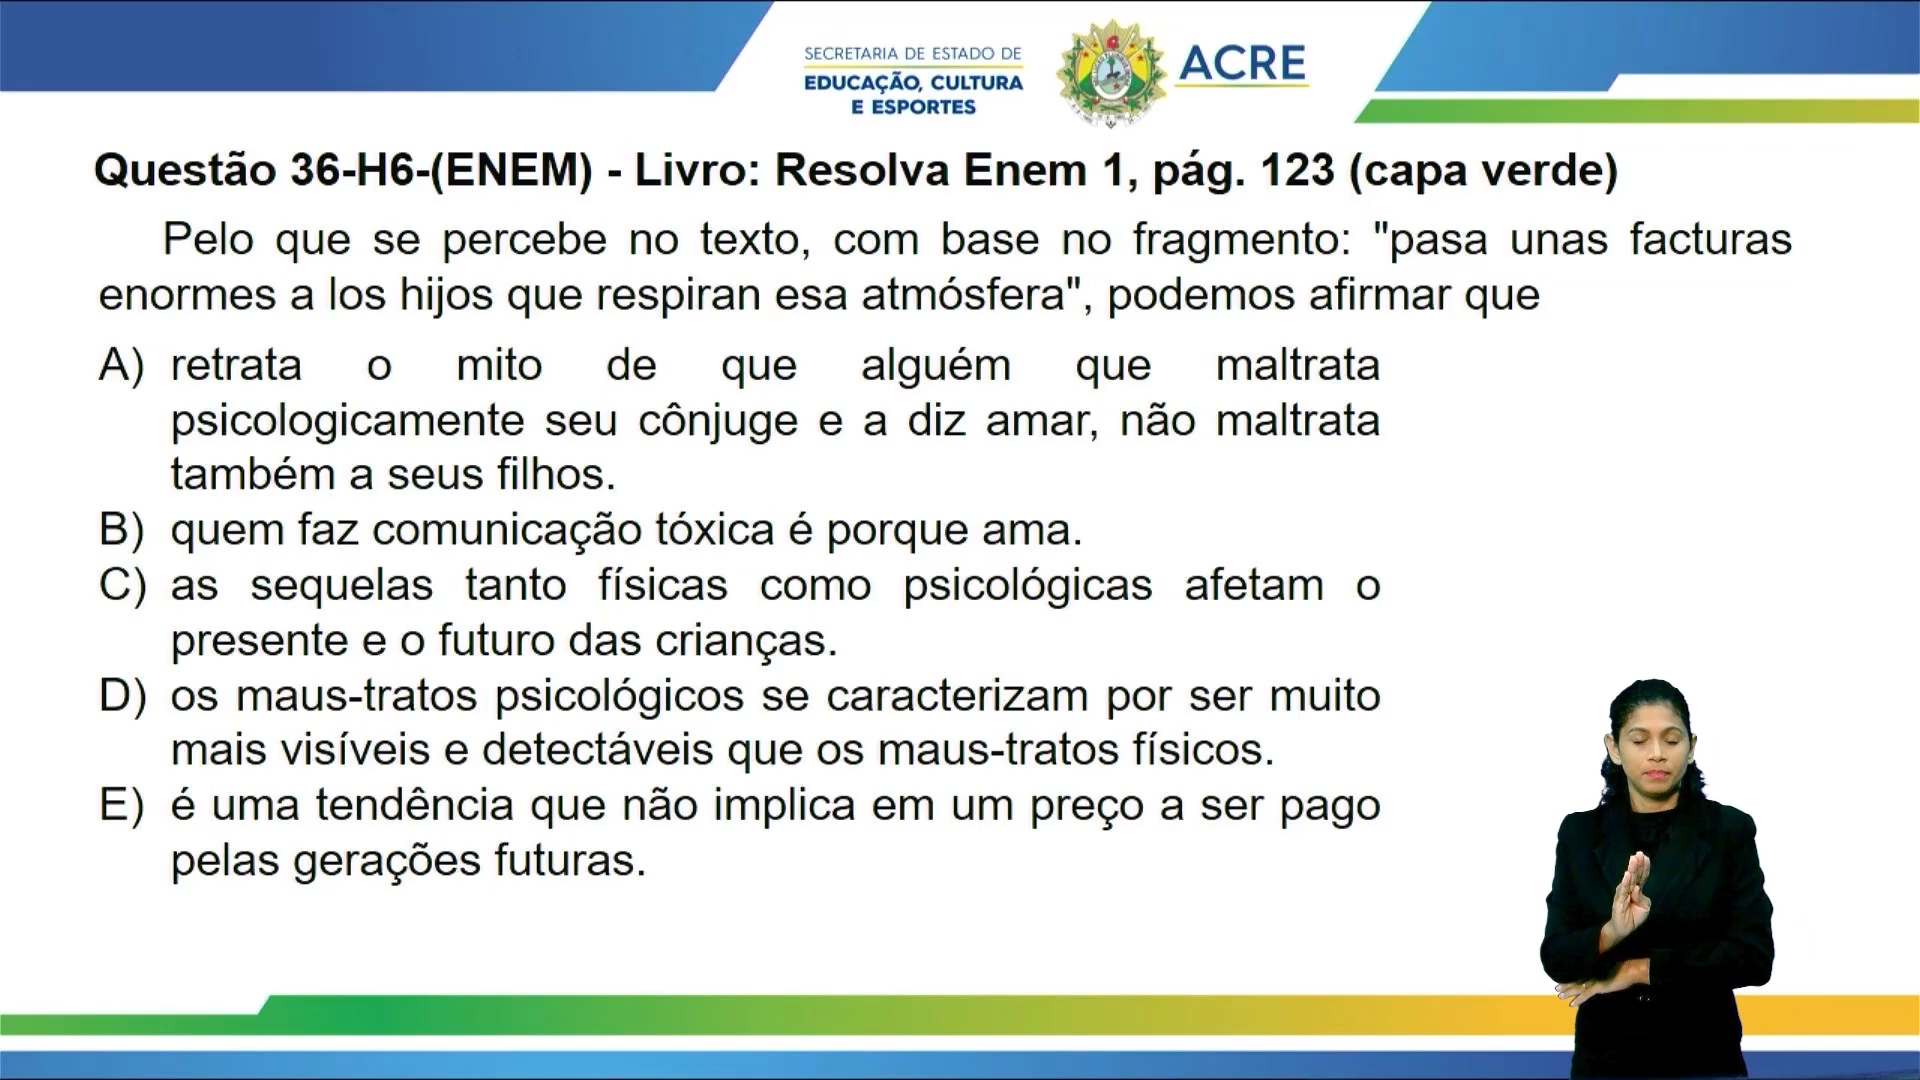 SECRETARIA DE ESTADO DE
EDUCAÇÃO, CULTURA
E ESPORTES
ACRE
Questão 36-H6-(ENEM) - Livro: Resolva Enem 1, pág. 123 (capa verde)
Pelo que se percebe no texto, com base no fragmento: "pasa unas facturas
enormes a los hijos que respiran esa atmósfera", podemos afirmar que
A) retrata o mito de que alguém que maltrata
psicologicamente seu cônjuge e a diz amar, não maltrata
também a seus filhos.
B) quem faz comunicação tóxica é porque ama.
C) as sequelas tanto físicas como psicológicas afetam o
presente e o futuro das crianças.
D) os maus-tratos psicológicos se caracterizam por ser muito
mais visíveis e detectáveis que os maus-tratos físicos.
E) é uma tendência que não implica em um preço a ser pago
pelas gerações futuras.